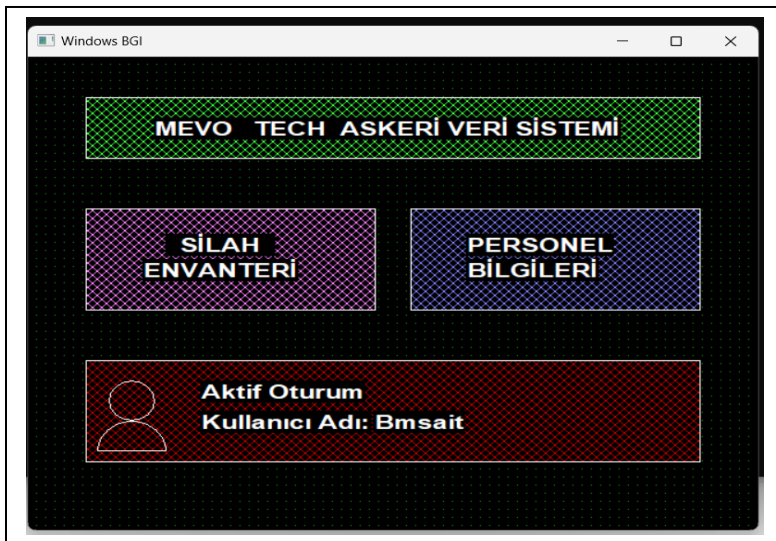 Windows BGI
MEVO TECH ASKERİ VERİ SİSTEMİ
SİLAH
ENVANTERİ
PERSONEL
BİLGİLERİ
Aktif Oturum
Kullanıcı Adı: Bmsait